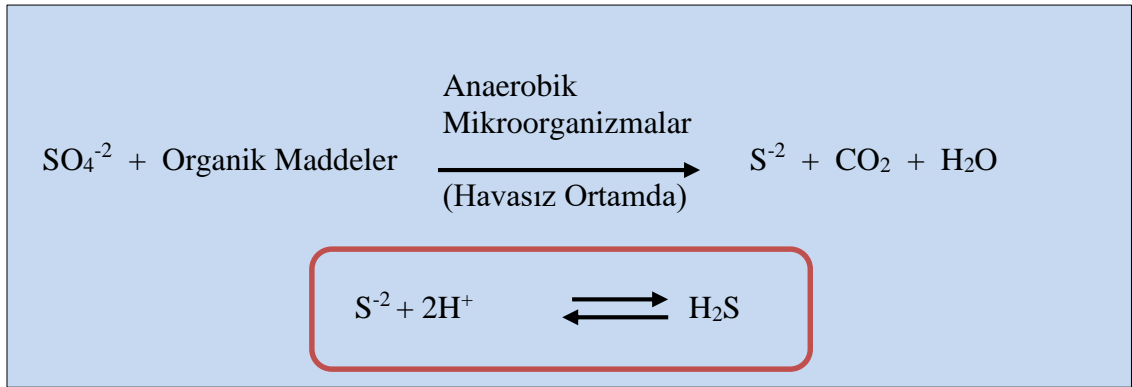 Anaerobik
Mikroorganizmalar
SO₄⁻² + Organik Maddeler S⁻² + CO₂ + H₂O
(Havasız Ortamda)
S⁻² + 2H⁺ H₂S